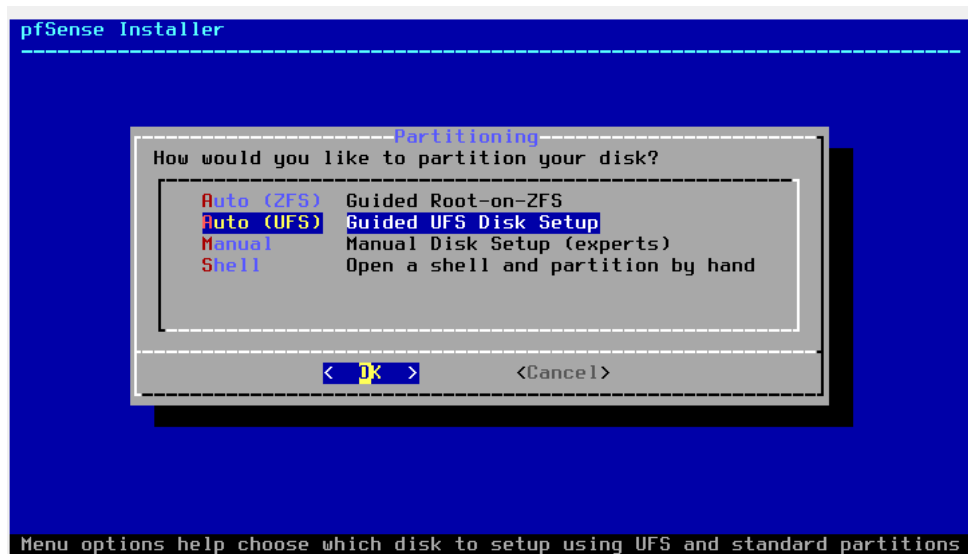 pfSense Installer
Partitioning
How would you like to partition your disk?
Auto (ZFS) Guided Root-on-ZFS
Auto (UFS) Guided UFS Disk Setup
Manual Manual Disk Setup (experts)
Shell Open a shell and partition by hand
< OK > <Cancel>
Menu options help choose which disk to setup using UFS and standard partitions